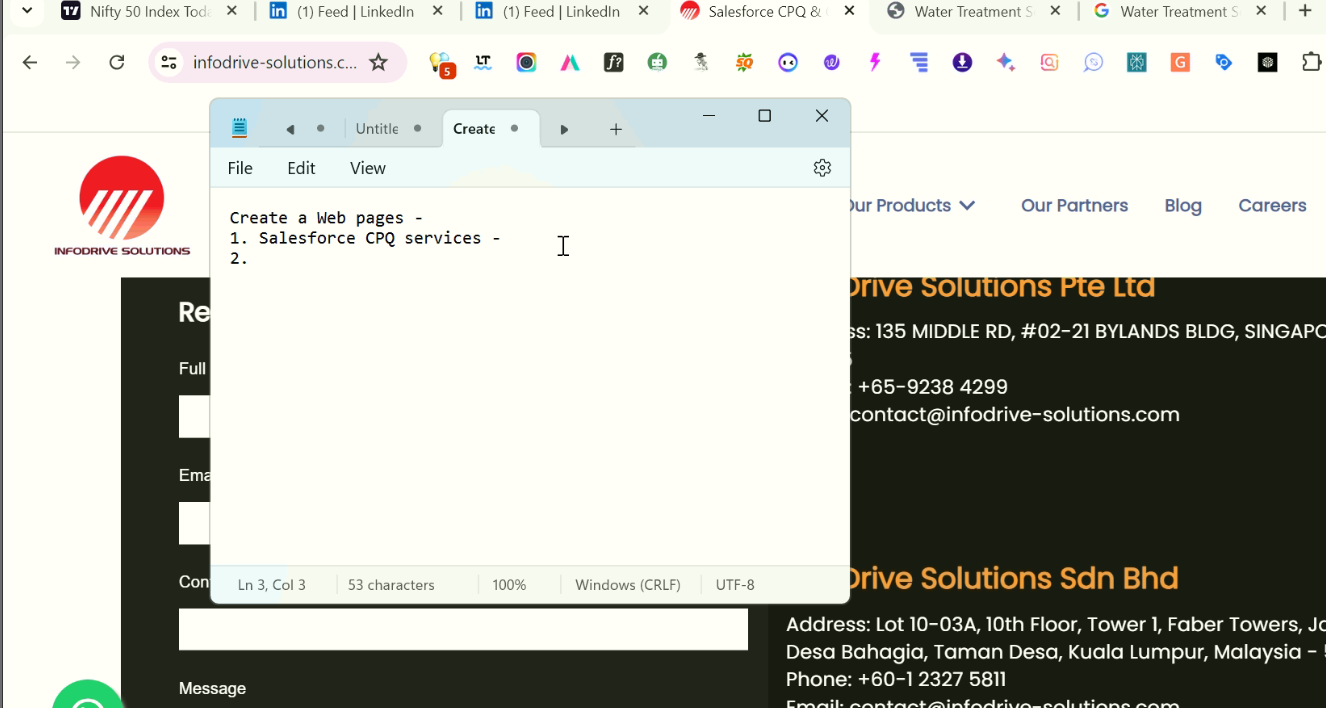 Nifty 50 Index Toda
(1) Feed | LinkedIn
(1) Feed | LinkedIn
Salesforce CPQ &
Water Treatment S
Water Treatment S
infodrive-solutions.c...
5
Untitle
Create
File
Edit
View
Create a Web pages -
1. Salesforce CPQ services -
2.
Ln 3, Col 3
53 characters
100%
Windows (CRLF)
UTF-8
INFODRIVE SOLUTIONS
Our Products
Our Partners
Blog
Careers
Re
Full
Ema
Con
Message
Drive Solutions Pte Ltd
ss: 135 MIDDLE RD, #02-21 BYLANDS BLDG, SINGAPO
: +65-9238 4299
contact@infodrive-solutions.com
Drive Solutions Sdn Bhd
Address: Lot 10-03A, 10th Floor, Tower 1, Faber Towers, Ja
Desa Bahagia, Taman Desa, Kuala Lumpur, Malaysia -
Phone: +60-1 2327 5811
Email: contact@infodrive-solutions.com